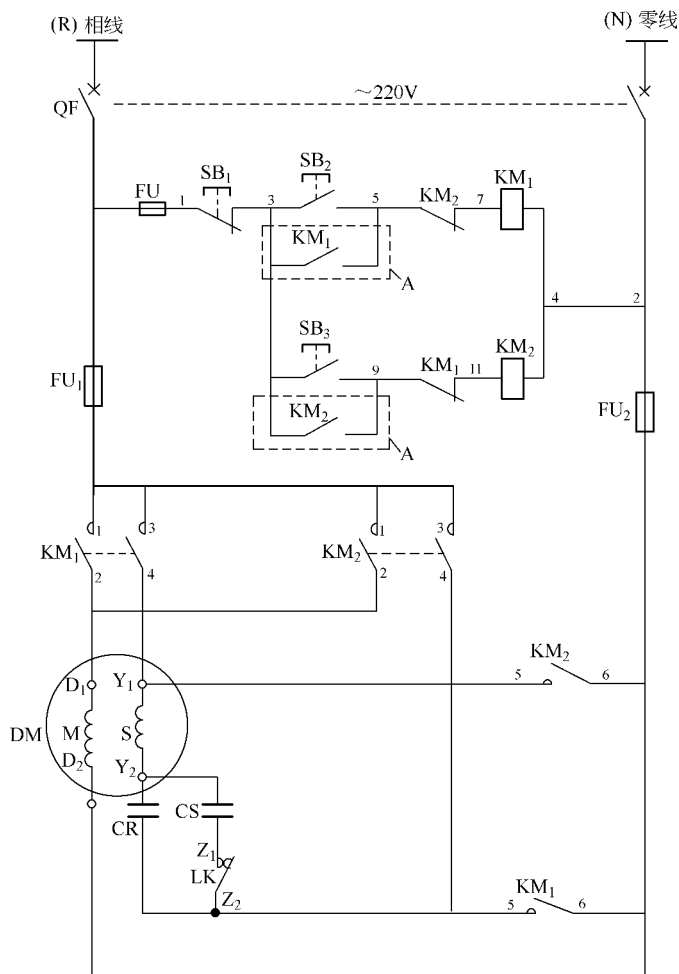 (R) 相线
(N) 零线
QF
～220V
SB₁
SB₂
FU
1
3
5
KM₂
7
KM₁
KM₁
A
4
2
SB₃
9
KM₁
11
KM₂
KM₂
A
FU₁
FU₂
1
3
1
3
KM₁
KM₂
2
4
2
4
KM₂
5
6
D₁
Y₁
DM
M
S
D₂
Y₂
CR
CS
Z₁
LK
Z₂
KM₁
5
6